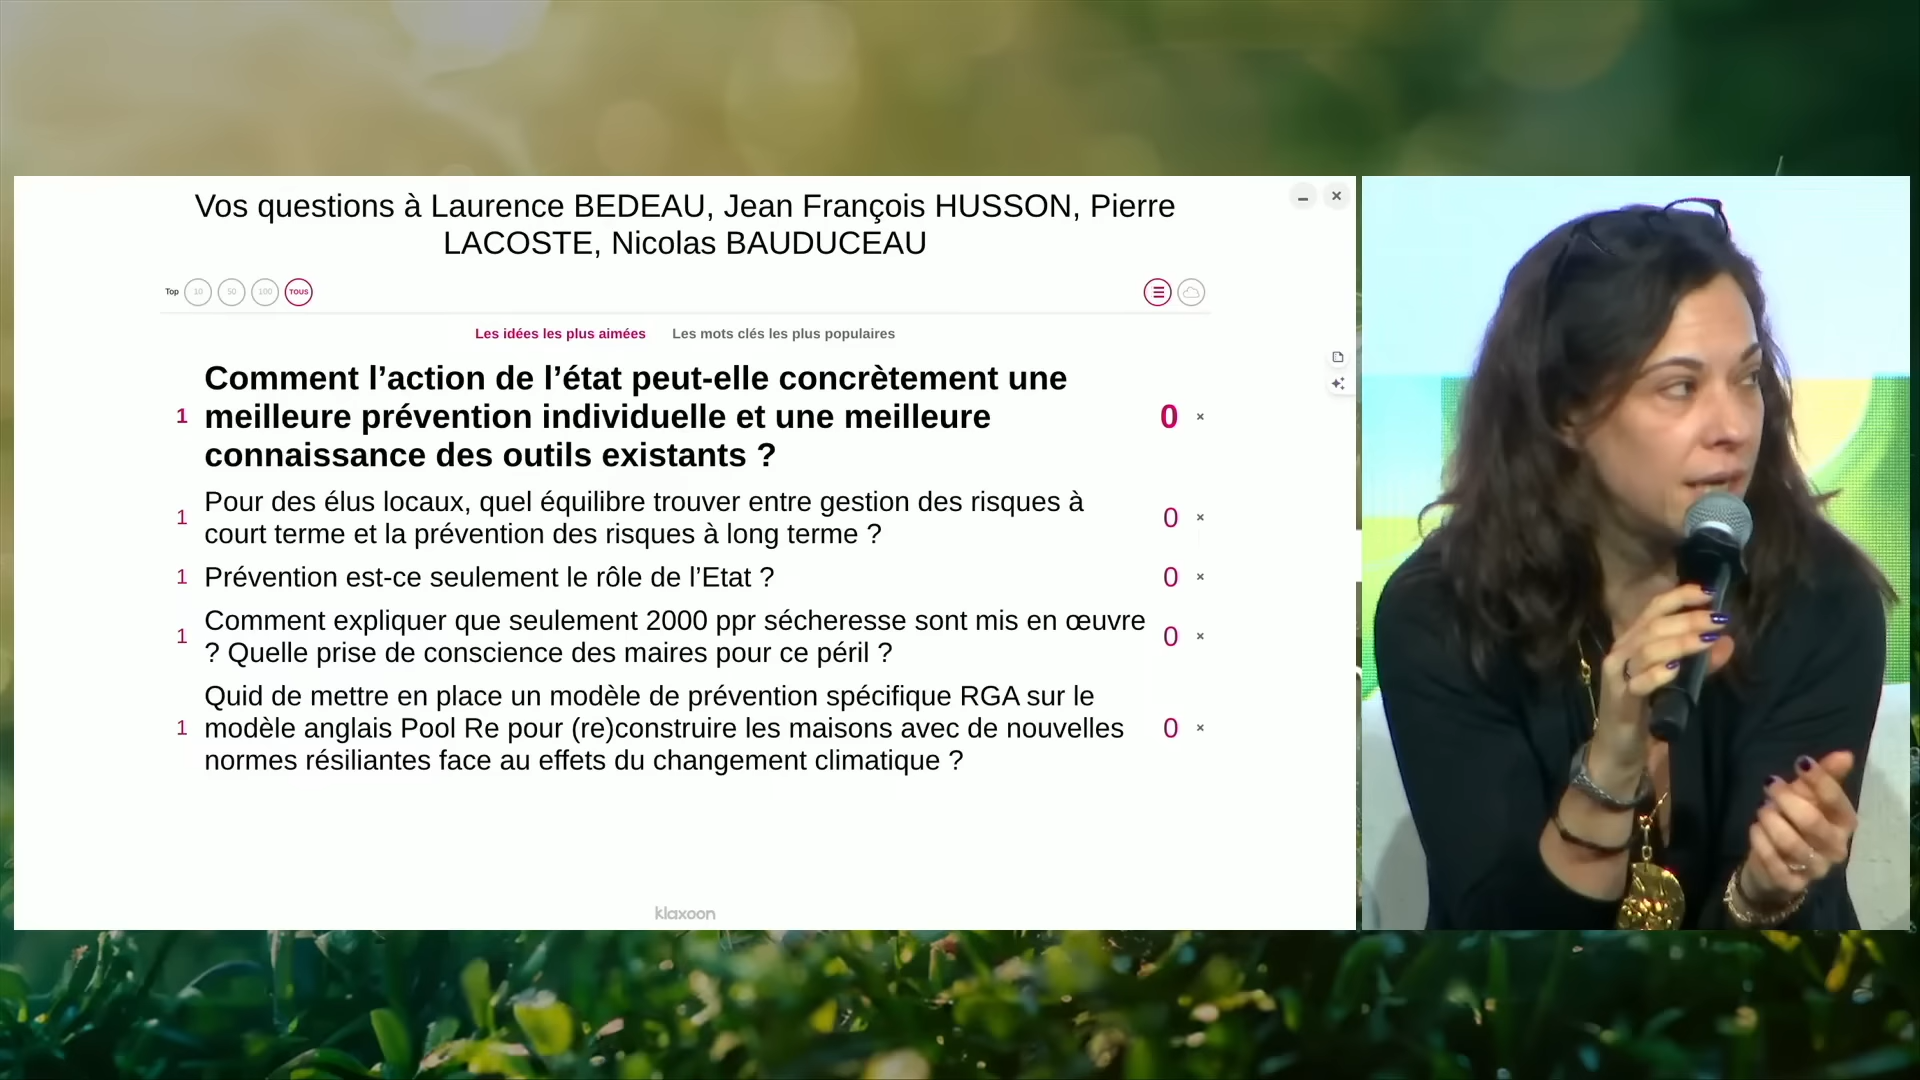 Vos questions à Laurence BEDEAU, Jean François HUSSON, Pierre
LACOSTE, Nicolas BAUDUCEAU
Top 10 50 100 TOUS
Les idées les plus aimées Les mots clés les plus populaires
Comment l’action de l’état peut-elle concrètement une
1 meilleure prévention individuelle et une meilleure 0 ×
connaissance des outils existants ?
Pour des élus locaux, quel équilibre trouver entre gestion des risques à
1 0 ×
court terme et la prévention des risques à long terme ?
1 Prévention est-ce seulement le rôle de l’Etat ? 0 ×
Comment expliquer que seulement 2000 ppr sécheresse sont mis en œuvre
1 0 ×
? Quelle prise de conscience des maires pour ce péril ?
Quid de mettre en place un modèle de prévention spécifique RGA sur le
1 modèle anglais Pool Re pour (re)construire les maisons avec de nouvelles 0 ×
normes résiliantes face au effets du changement climatique ?
klaxoon